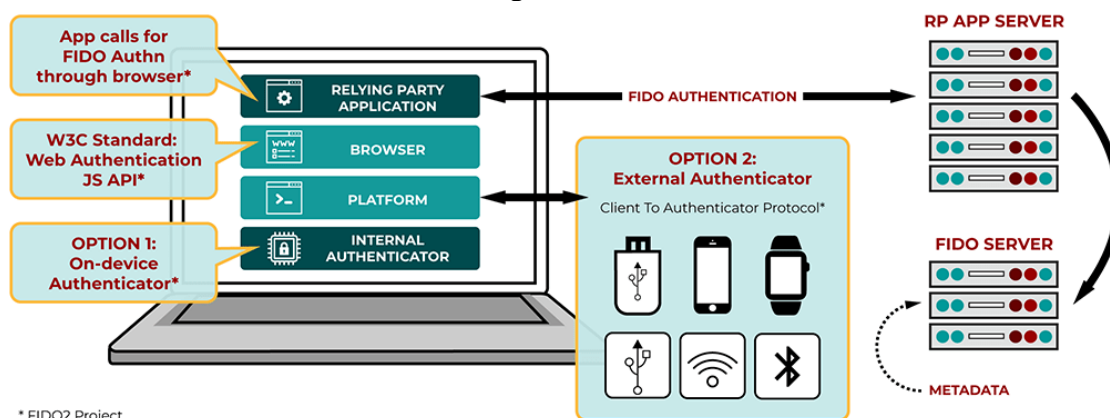 App calls for
FIDO Authn
through browser*
W3C Standard:
Web Authentication
JS API*
OPTION 1:
On-device
Authenticator*
RELYING PARTY
APPLICATION
WWW
BROWSER
PLATFORM
INTERNAL
AUTHENTICATOR
FIDO AUTHENTICATION
OPTION 2:
External Authenticator
Client To Authenticator Protocol*
RP APP SERVER
FIDO SERVER
METADATA
* FIDO2 Project